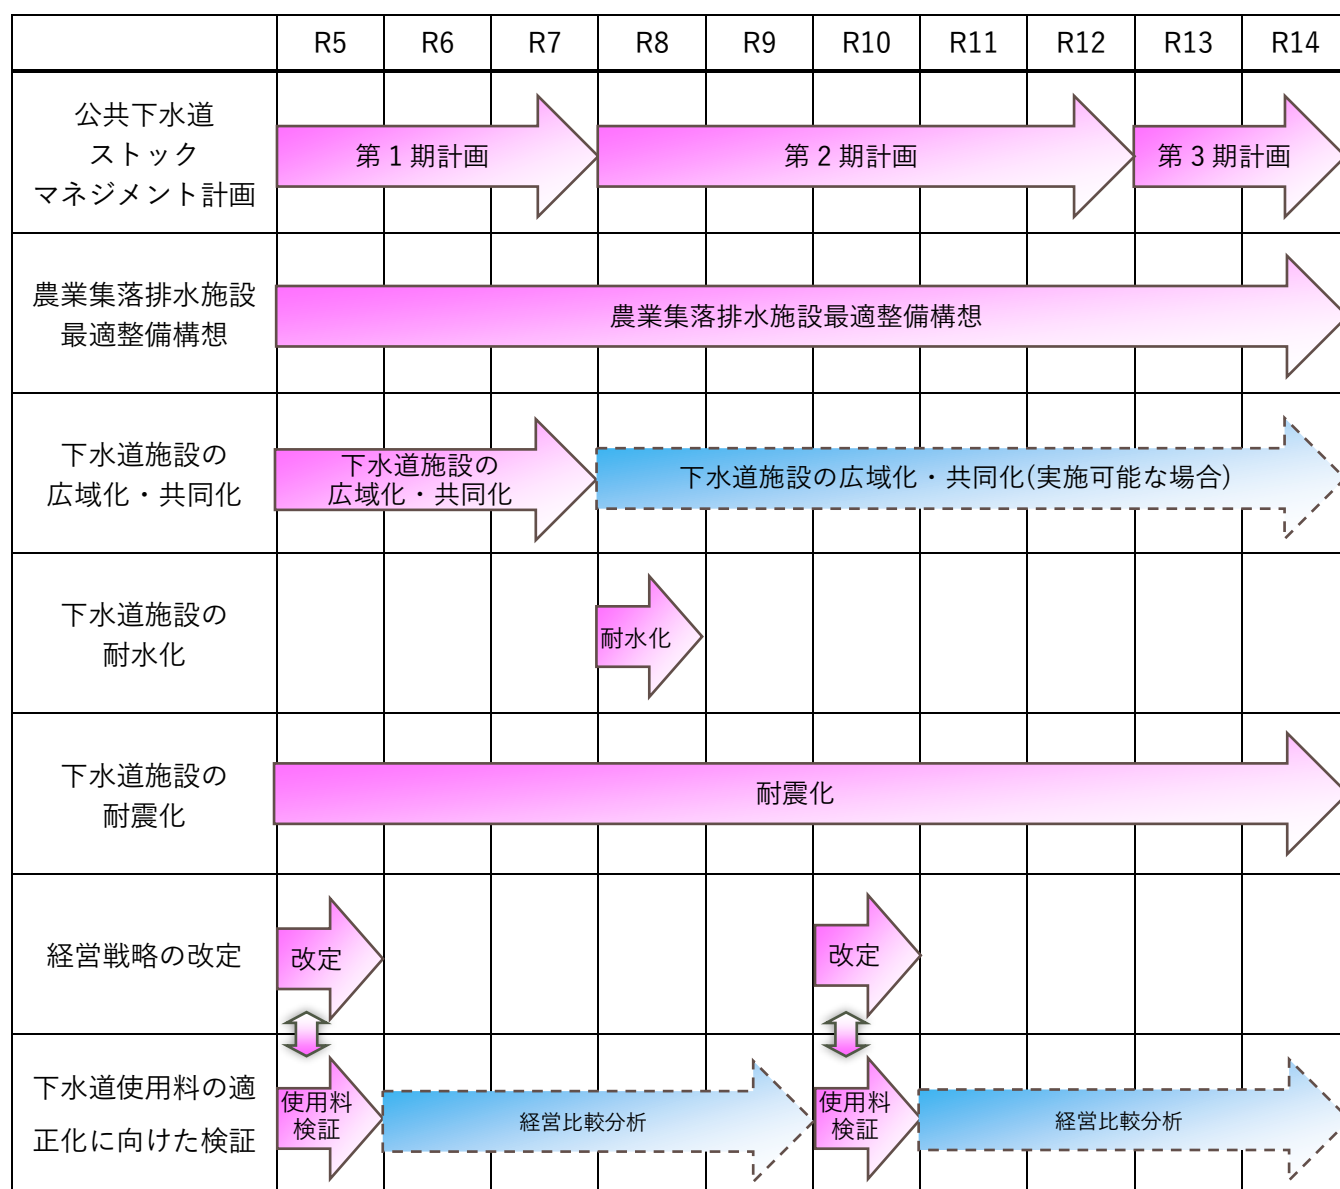 R5 R6 R7 R8 R9 R10 R11 R12 R13 R14
公共下水道
ストック
マネジメント計画
第1期計画
第2期計画
第3期計画
農業集落排水施設
最適整備構想
農業集落排水施設最適整備構想
下水道施設の
広域化・共同化
下水道施設の
広域化・共同化
下水道施設の広域化・共同化(実施可能な場合)
下水道施設の
耐水化
耐水化
下水道施設の
耐震化
耐震化
経営戦略の改定
改定
改定
下水道使用料の適
正化に向けた検証
使用料
検証
経営比較分析
使用料
検証
経営比較分析